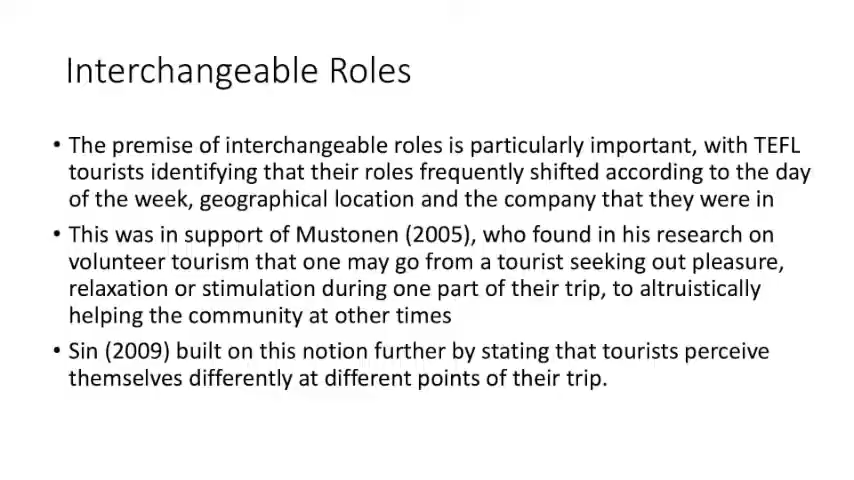 Interchangeable Roles
• The premise of interchangeable roles is particularly important, with TEFL
tourists identifying that their roles frequently shifted according to the day
of the week, geographical location and the company that they were in
• This was in support of Mustonen (2005), who found in his research on
volunteer tourism that one may go from a tourist seeking out pleasure,
relaxation or stimulation during one part of their trip, to altruistically
helping the community at other times
• Sin (2009) built on this notion further by stating that tourists perceive
themselves differently at different points of their trip.